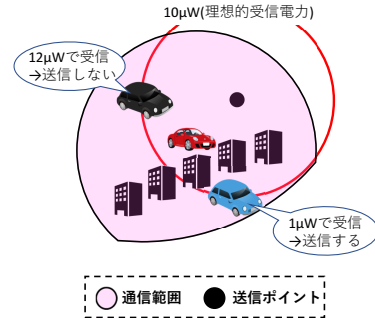 10μW(理想的受信電力)
12μWで受信
→送信しない
1μWで受信
→送信する
通信範囲
送信ポイント